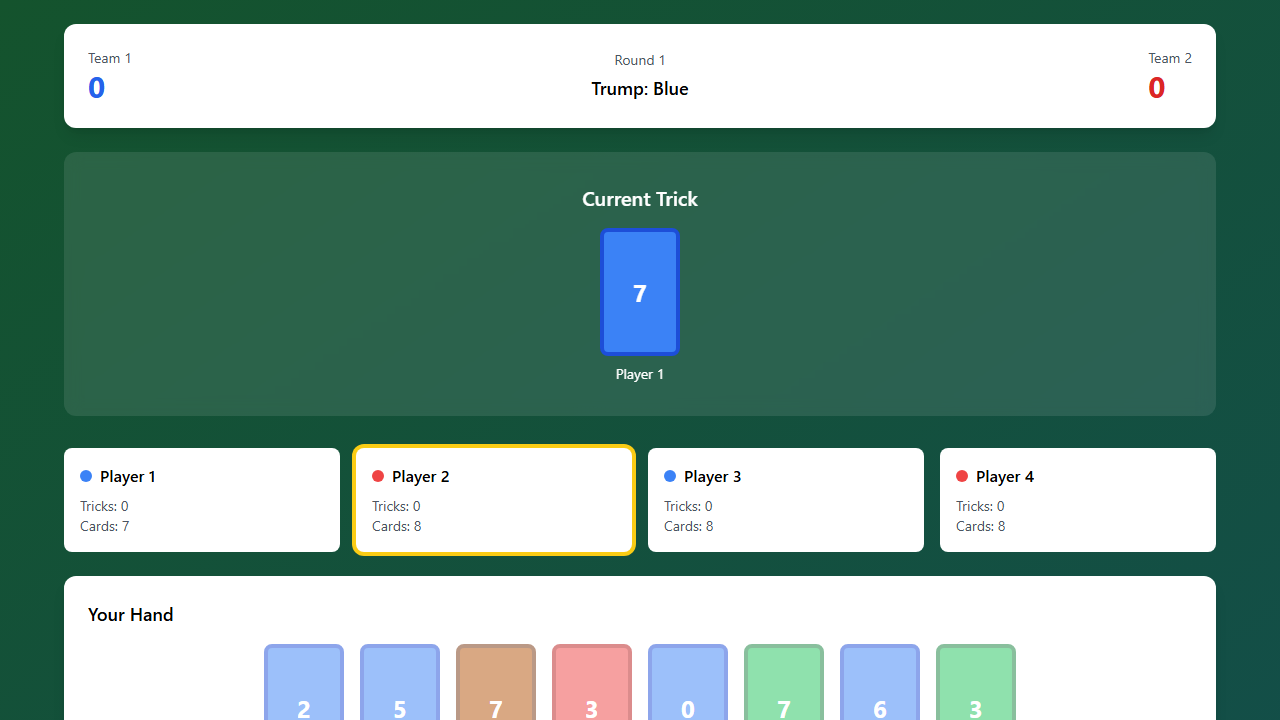 Team 1
0
Round 1
Trump: Blue
Team 2
0
Current Trick
7
Player 1
Player 1
Tricks: 0
Cards: 7
Player 2
Tricks: 0
Cards: 8
Player 3
Tricks: 0
Cards: 8
Player 4
Tricks: 0
Cards: 8
Your Hand
2 5 7 3 0 7 6 3